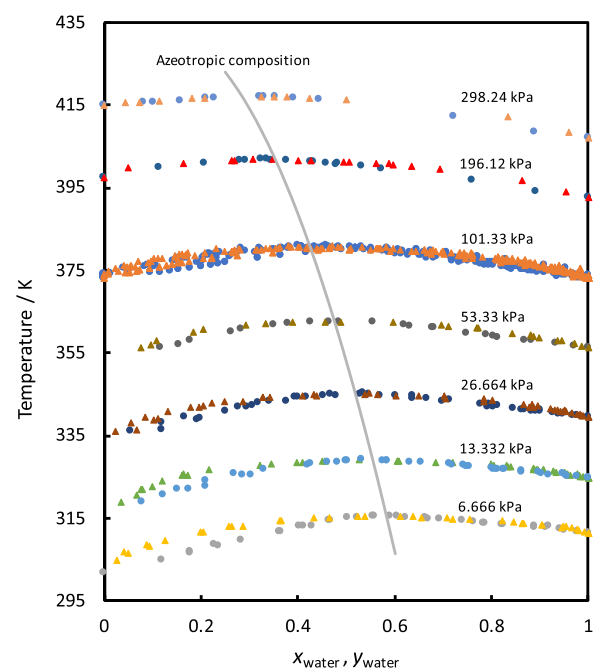 435
Azeotropic composition
415
298.24 kPa
395
196.12 kPa
375
101.33 kPa
Temperature / K
355
53.33 kPa
26.664 kPa
335
13.332 kPa
315
6.666 kPa
295
0 0.2 0.4 0.6 0.8 1
xwater , ywater